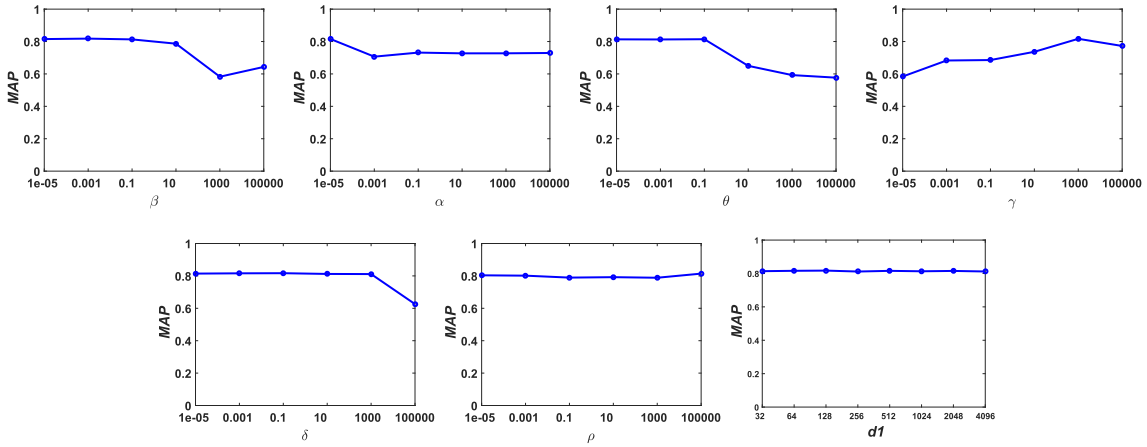 1 1 1 1
0.8 0.8 0.8 0.8
0.6 0.6 0.6 0.6
MAP MAP MAP MAP
0.4 0.4 0.4 0.4
0.2 0.2 0.2 0.2
0 0 0 0
1e-05 0.001 0.1 10 1000 100000 1e-05 0.001 0.1 10 1000 100000 1e-05 0.001 0.1 10 1000 100000 1e-05 0.001 0.1 10 1000 100000
β α θ γ
1 1 1
0.8 0.8 0.8
0.6 0.6 0.6
MAP MAP MAP
0.4 0.4 0.4
0.2 0.2 0.2
0 0 0
1e-05 0.001 0.1 10 1000 100000 1e-05 0.001 0.1 10 1000 100000 32 64 128 256 512 1024 2048 4096
δ ρ d1